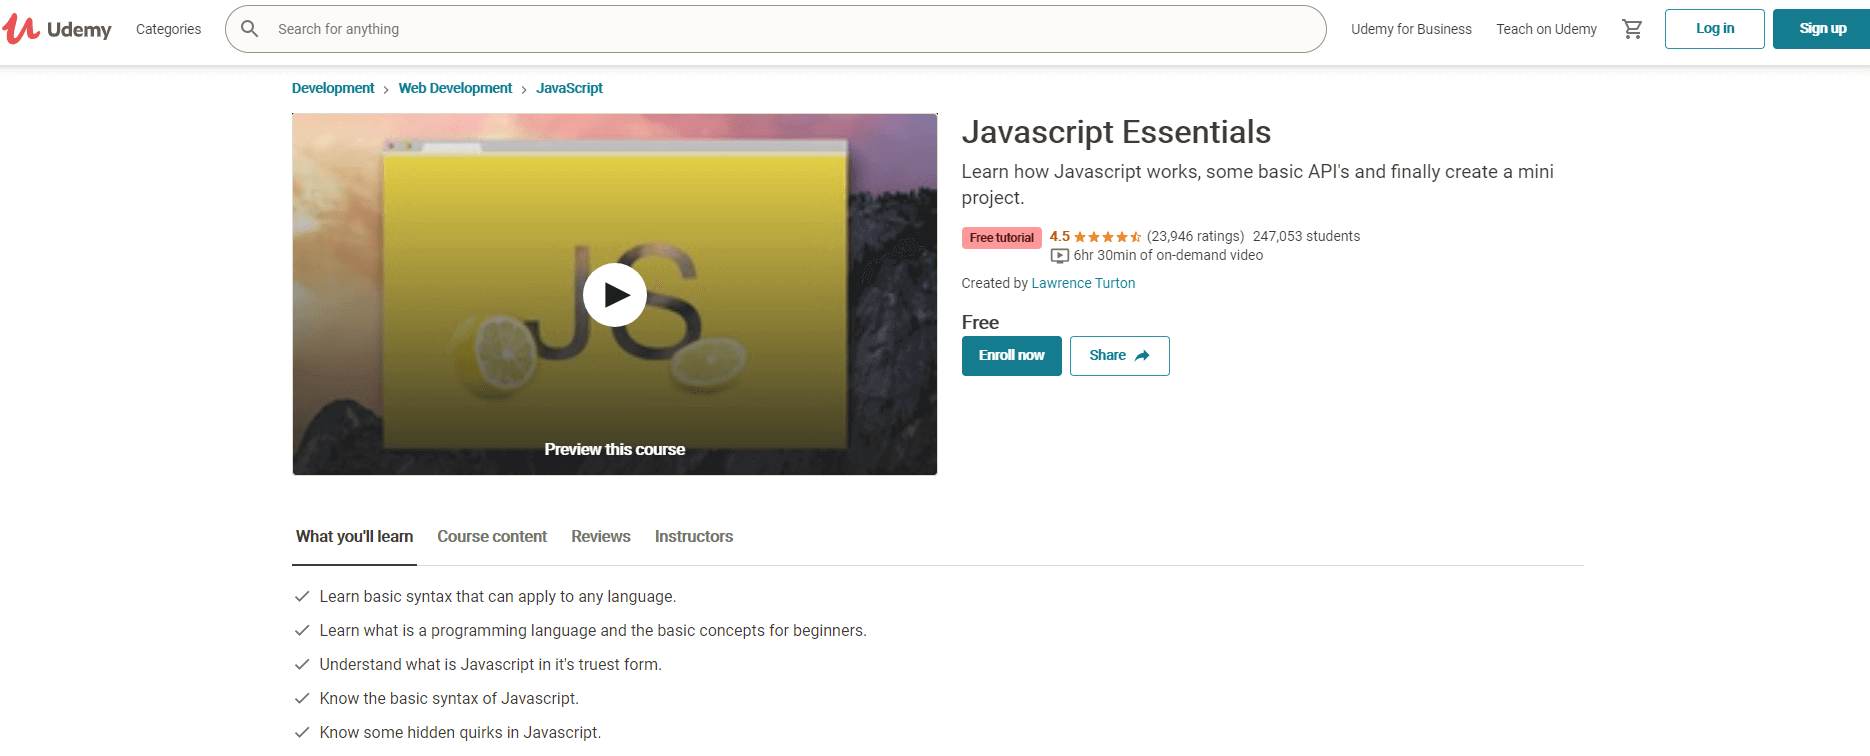 Udemy
Categories
Search for anything
Udemy for Business
Teach on Udemy
Log in
Sign up
Development > Web Development > JavaScript
JS
Preview this course
Javascript Essentials
Learn how Javascript works, some basic API's and finally create a mini
project.
Free tutorial
4.5 (23,946 ratings) 247,053 students
6hr 30min of on-demand video
Created by Lawrence Turton
Free
Enroll now
Share
What you'll learn
Course content
Reviews
Instructors
Learn basic syntax that can apply to any language.
Learn what is a programming language and the basic concepts for beginners.
Understand what is Javascript in it's truest form.
Know the basic syntax of Javascript.
Know some hidden quirks in Javascript.